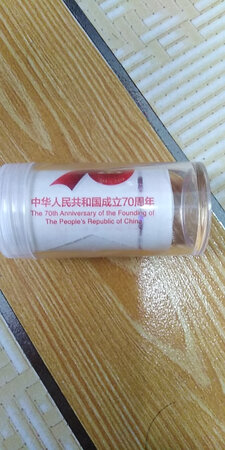 70
中华人民共和国成立70周年
The 70th Anniversary of the Founding of
The People's Republic of China